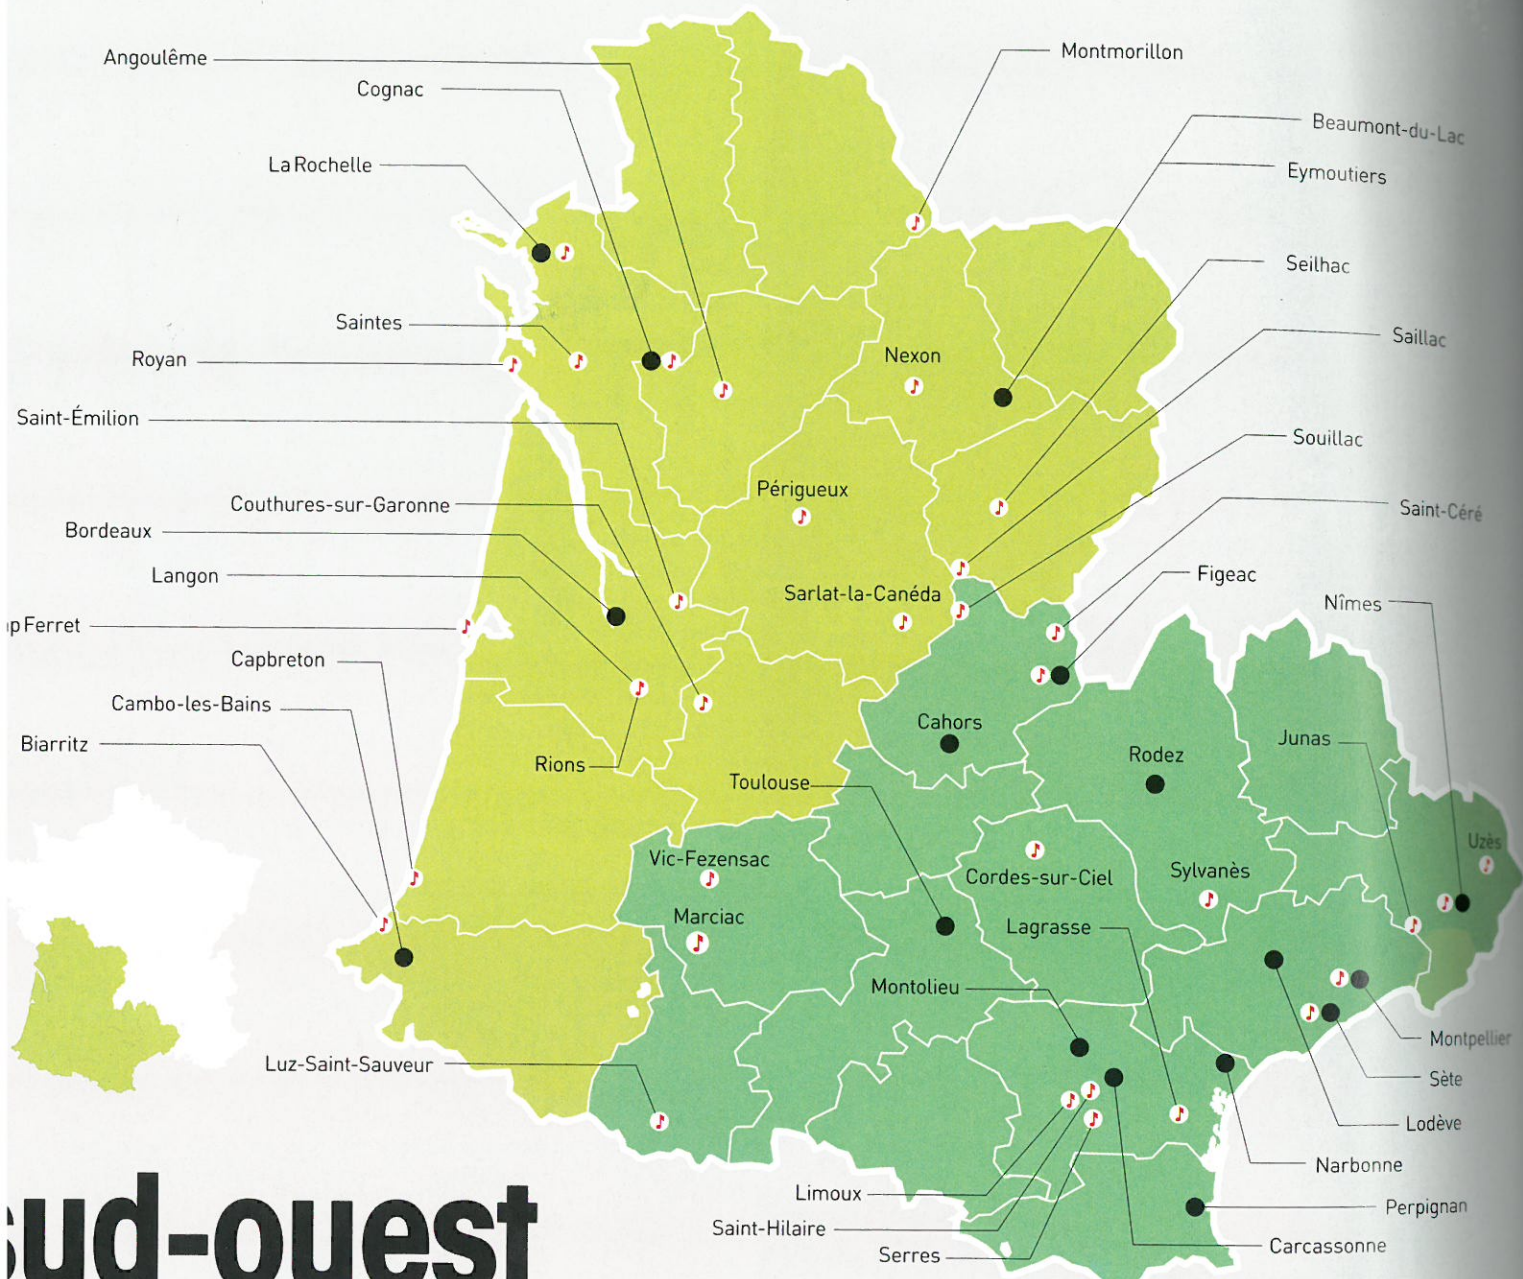 Angoulême
Montmorillon
Cognac
Beaumont-du-Lac
La Rochelle
Eymoutiers
Seilhac
Saintes
Saillac
Royan
Nexon
Saint-Émilion
Souillac
Périgueux
Couthures-sur-Garonne
Saint-Céré
Bordeaux
Langon
Figeac
Sarlat-la-Canéda
Nîmes
p Ferret
Capbreton
Cambo-les-Bains
Cahors
Biarritz
Junas
Rodez
Rions
Toulouse
Uzès
Vic-Fezensac
Sylvanès
Cordes-sur-Ciel
Marciac
Lagrasse
Montolieu
Montpellier
Luz-Saint-Sauveur
Sète
Lodève
Narbonne
Limoux
Perpignan
Saint-Hilaire
Carcassonne
Serres
sud-ouest